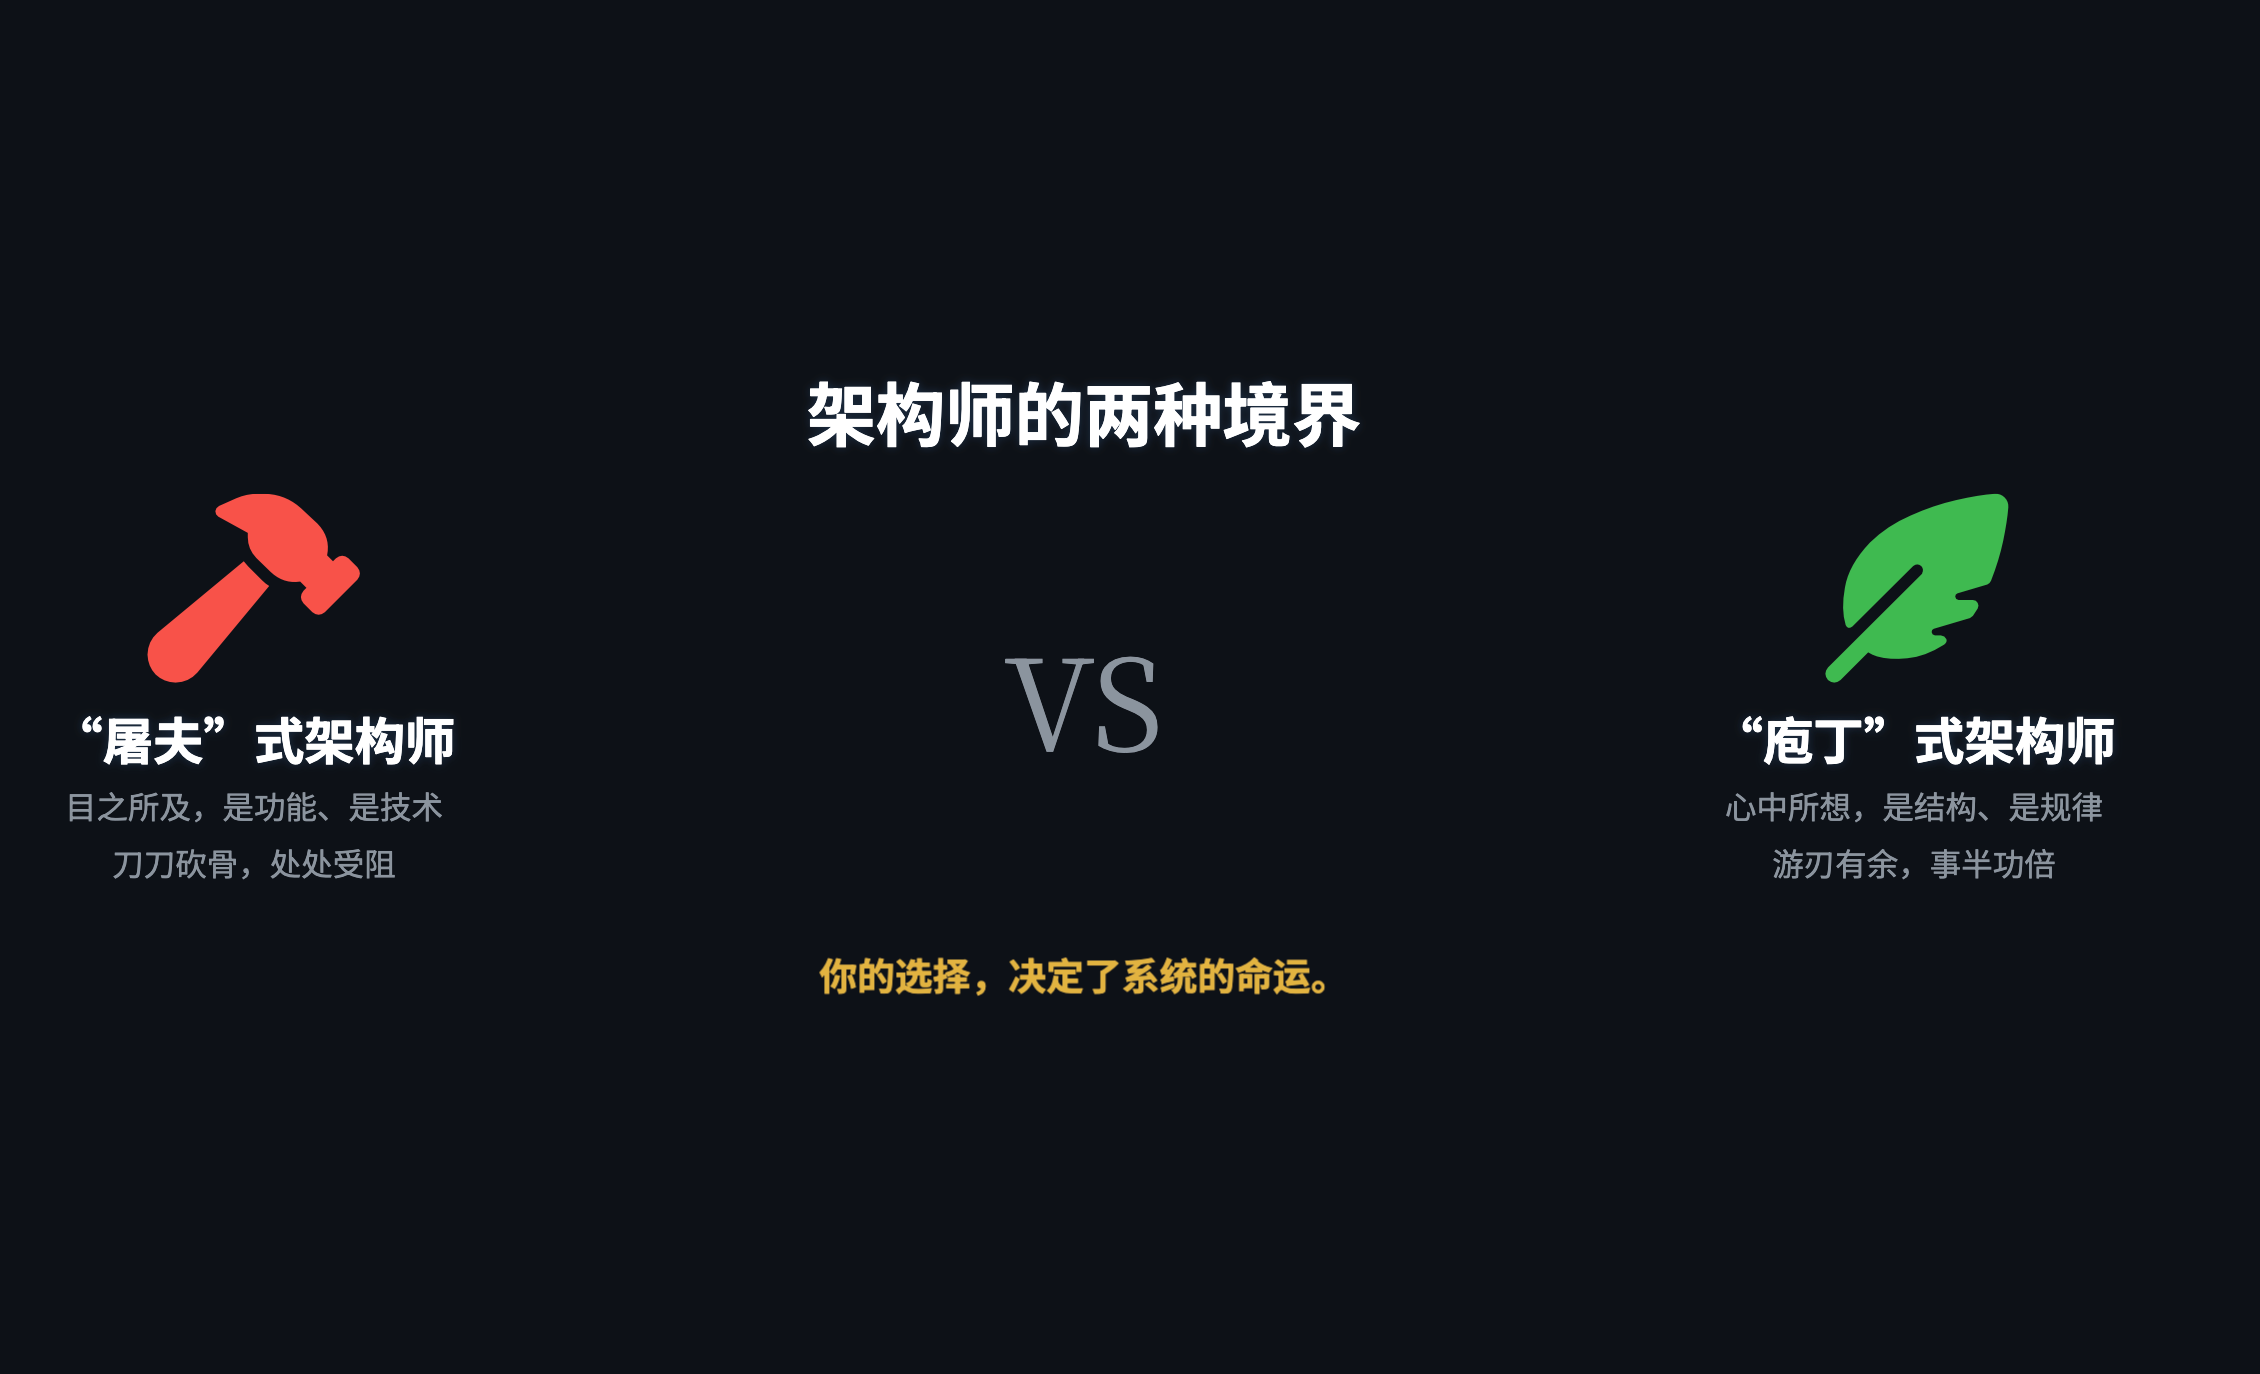 架构师的两种境界
“屠夫”式架构师
目之所及，是功能、是技术
刀刀砍骨，处处受阻
VS
“庖丁”式架构师
心中所想，是结构、是规律
游刃有余，事半功倍
你的选择，决定了系统的命运。